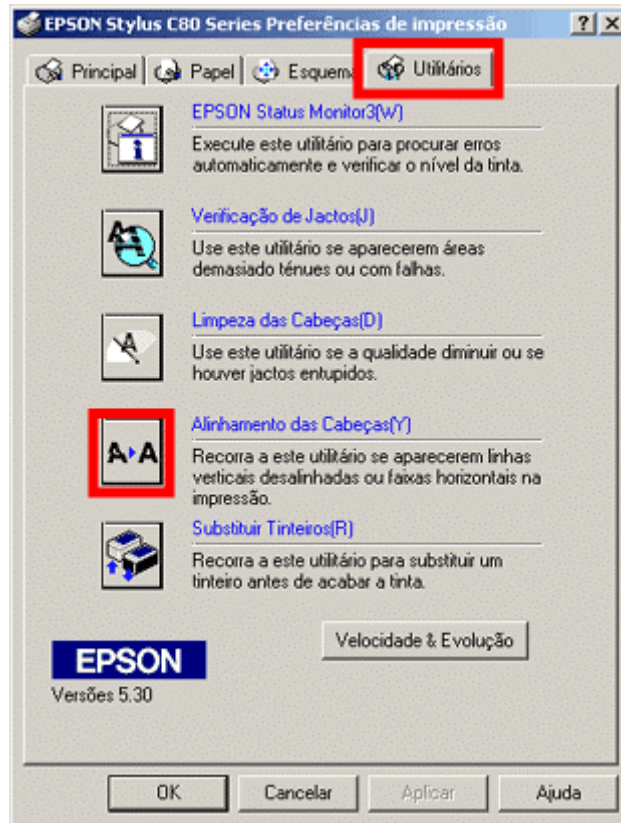 EPSON Stylus C80 Series Preferências de impressão
Principal
Papel
Esquema
Utilitários
EPSON Status Monitor3(W)
Execute este utilitário para procurar erros
automaticamente e verificar o nível da tinta.
Verificação de Jactos(J)
Use este utilitário se aparecerem áreas
demasiado ténues ou com falhas.
Limpeza das Cabeças(D)
Use este utilitário se a qualidade diminuir ou se
houver jactos entupidos.
Alinhamento das Cabeças(Y)
Recorra a este utilitário se aparecerem linhas
verticais desalinhadas ou faixas horizontais na
impressão.
Substituir Tinteiros(R)
Recorra a este utilitário para substituir um
tinteiro antes de acabar a tinta.
Velocidade & Evolução
EPSON
Versões 5.30
OK
Cancelar
Aplicar
Ajuda